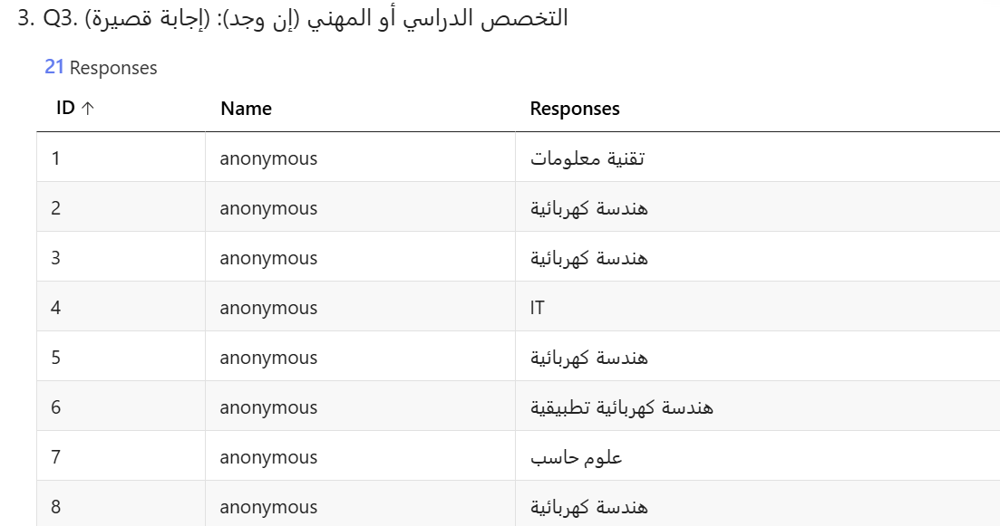 3. Q3. التخصص الدراسي أو المهني (إن وجد): (إجابة قصيرة)
21 Responses
ID ↑ Name Responses
1 anonymous تقنية معلومات
2 anonymous هندسة كهربائية
3 anonymous هندسة كهربائية
4 anonymous IT
5 anonymous هندسة كهربائية
6 anonymous هندسة كهربائية تطبيقية
7 anonymous علوم حاسب
8 anonymous هندسة كهربائية